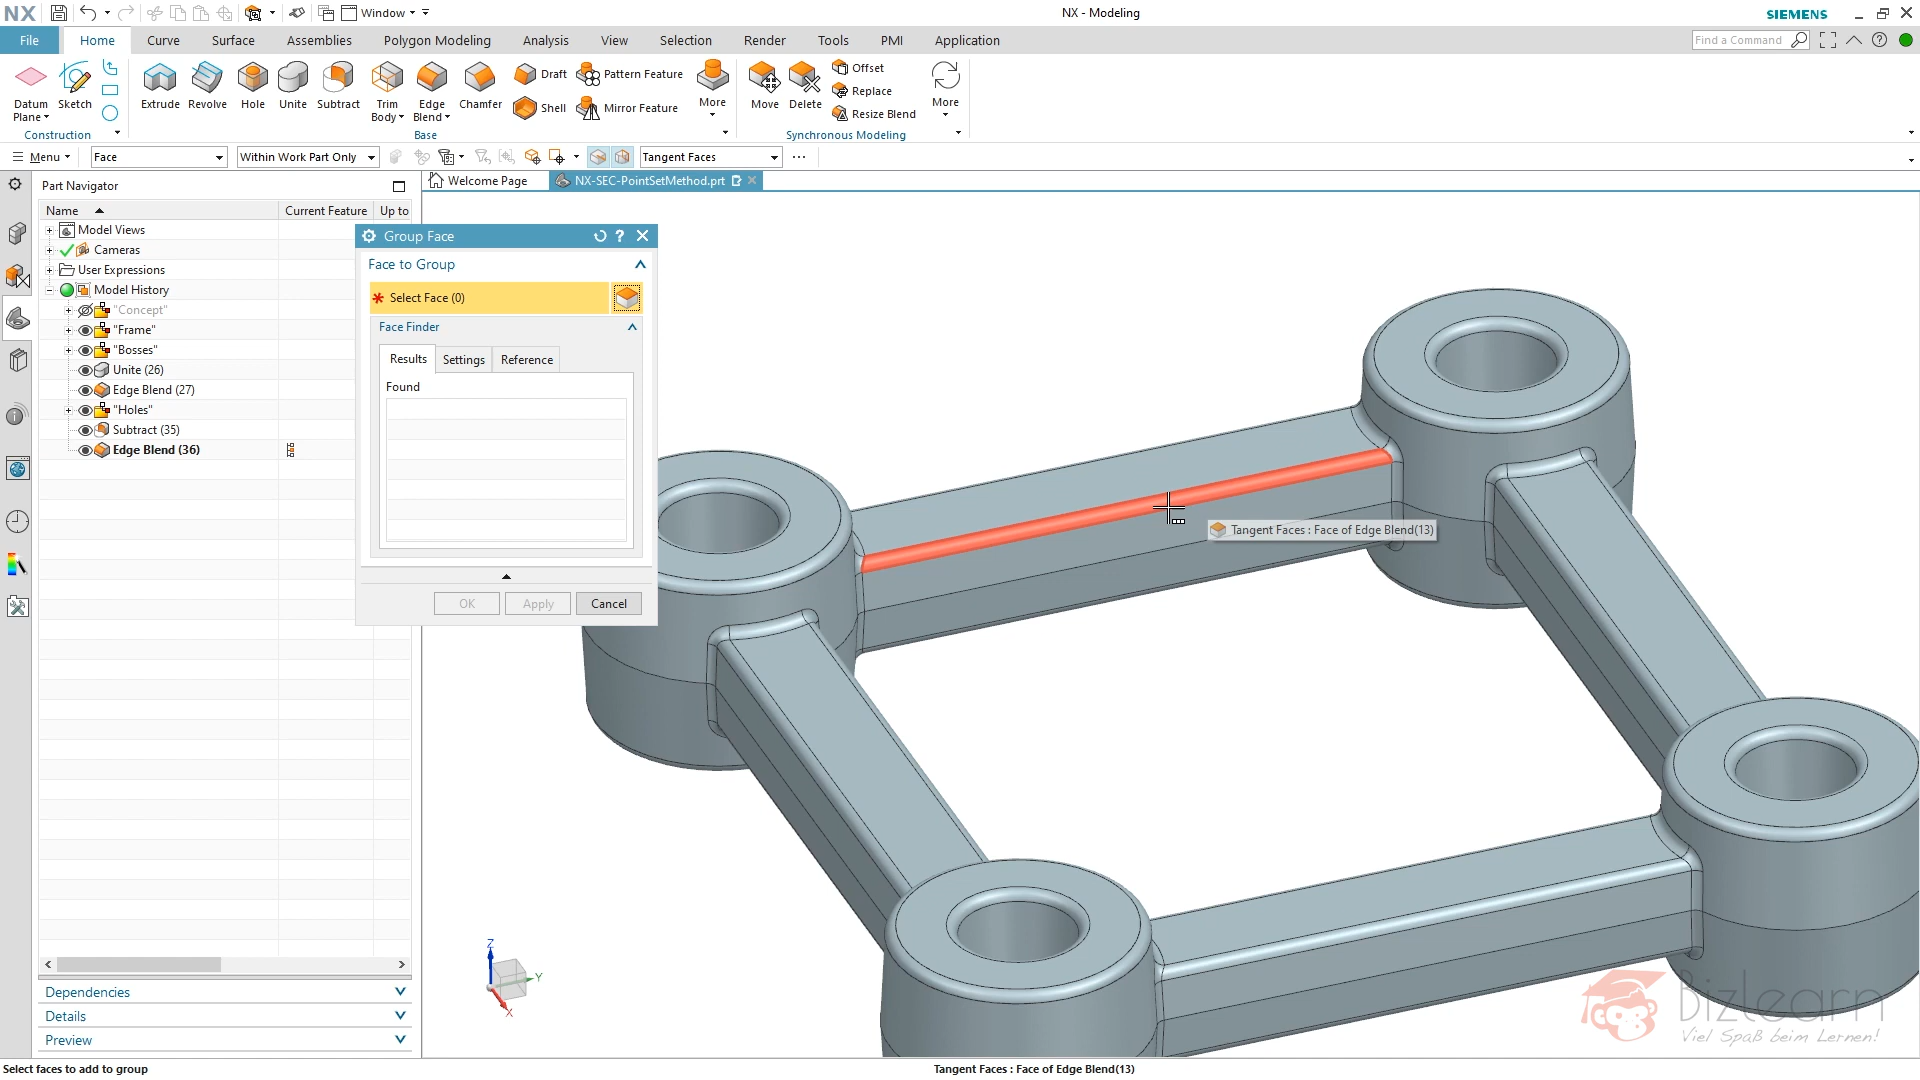 NX
Window
NX - Modeling
SIEMENS
File
Home
Curve
Surface
Assemblies
Polygon Modeling
Analysis
View
Selection
Render
Tools
PMI
Application
Find a Command
Datum Plane
Sketch
Extrude
Revolve
Hole
Unite
Subtract
Trim Body
Edge Blend
Chamfer
Draft
Shell
Pattern Feature
Mirror Feature
More
Move
Delete
Offset
Replace
Resize Blend
More
Construction
Base
Synchronous Modeling
Menu
Face
Within Work Part Only
Tangent Faces
Part Navigator
Welcome Page
NX-SEC-PointSetMethod.prt
Name
Current Feature
Up to
Model Views
Cameras
User Expressions
Model History
"Concept"
"Frame"
"Bosses"
Unite (26)
Edge Blend (27)
"Holes"
Subtract (35)
Edge Blend (36)
Group Face
Face to Group
* Select Face (0)
Face Finder
Results
Settings
Reference
Found
OK
Apply
Cancel
Tangent Faces : Face of Edge Blend(13)
Z
Y
X
Dependencies
Details
Preview
Bizlearn
Viel Spaß beim Lernen!
Select faces to add to group
Tangent Faces : Face of Edge Blend(13)